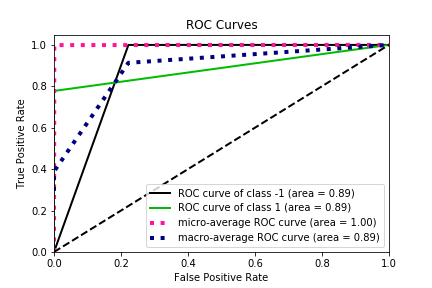 ROC Curves
True Positive Rate
1.0
0.8
0.6
0.4
0.2
0.0
ROC curve of class -1 (area = 0.89)
ROC curve of class 1 (area = 0.89)
micro-average ROC curve (area = 1.00)
macro-average ROC curve (area = 0.89)
0.0 0.2 0.4 0.6 0.8 1.0
False Positive Rate